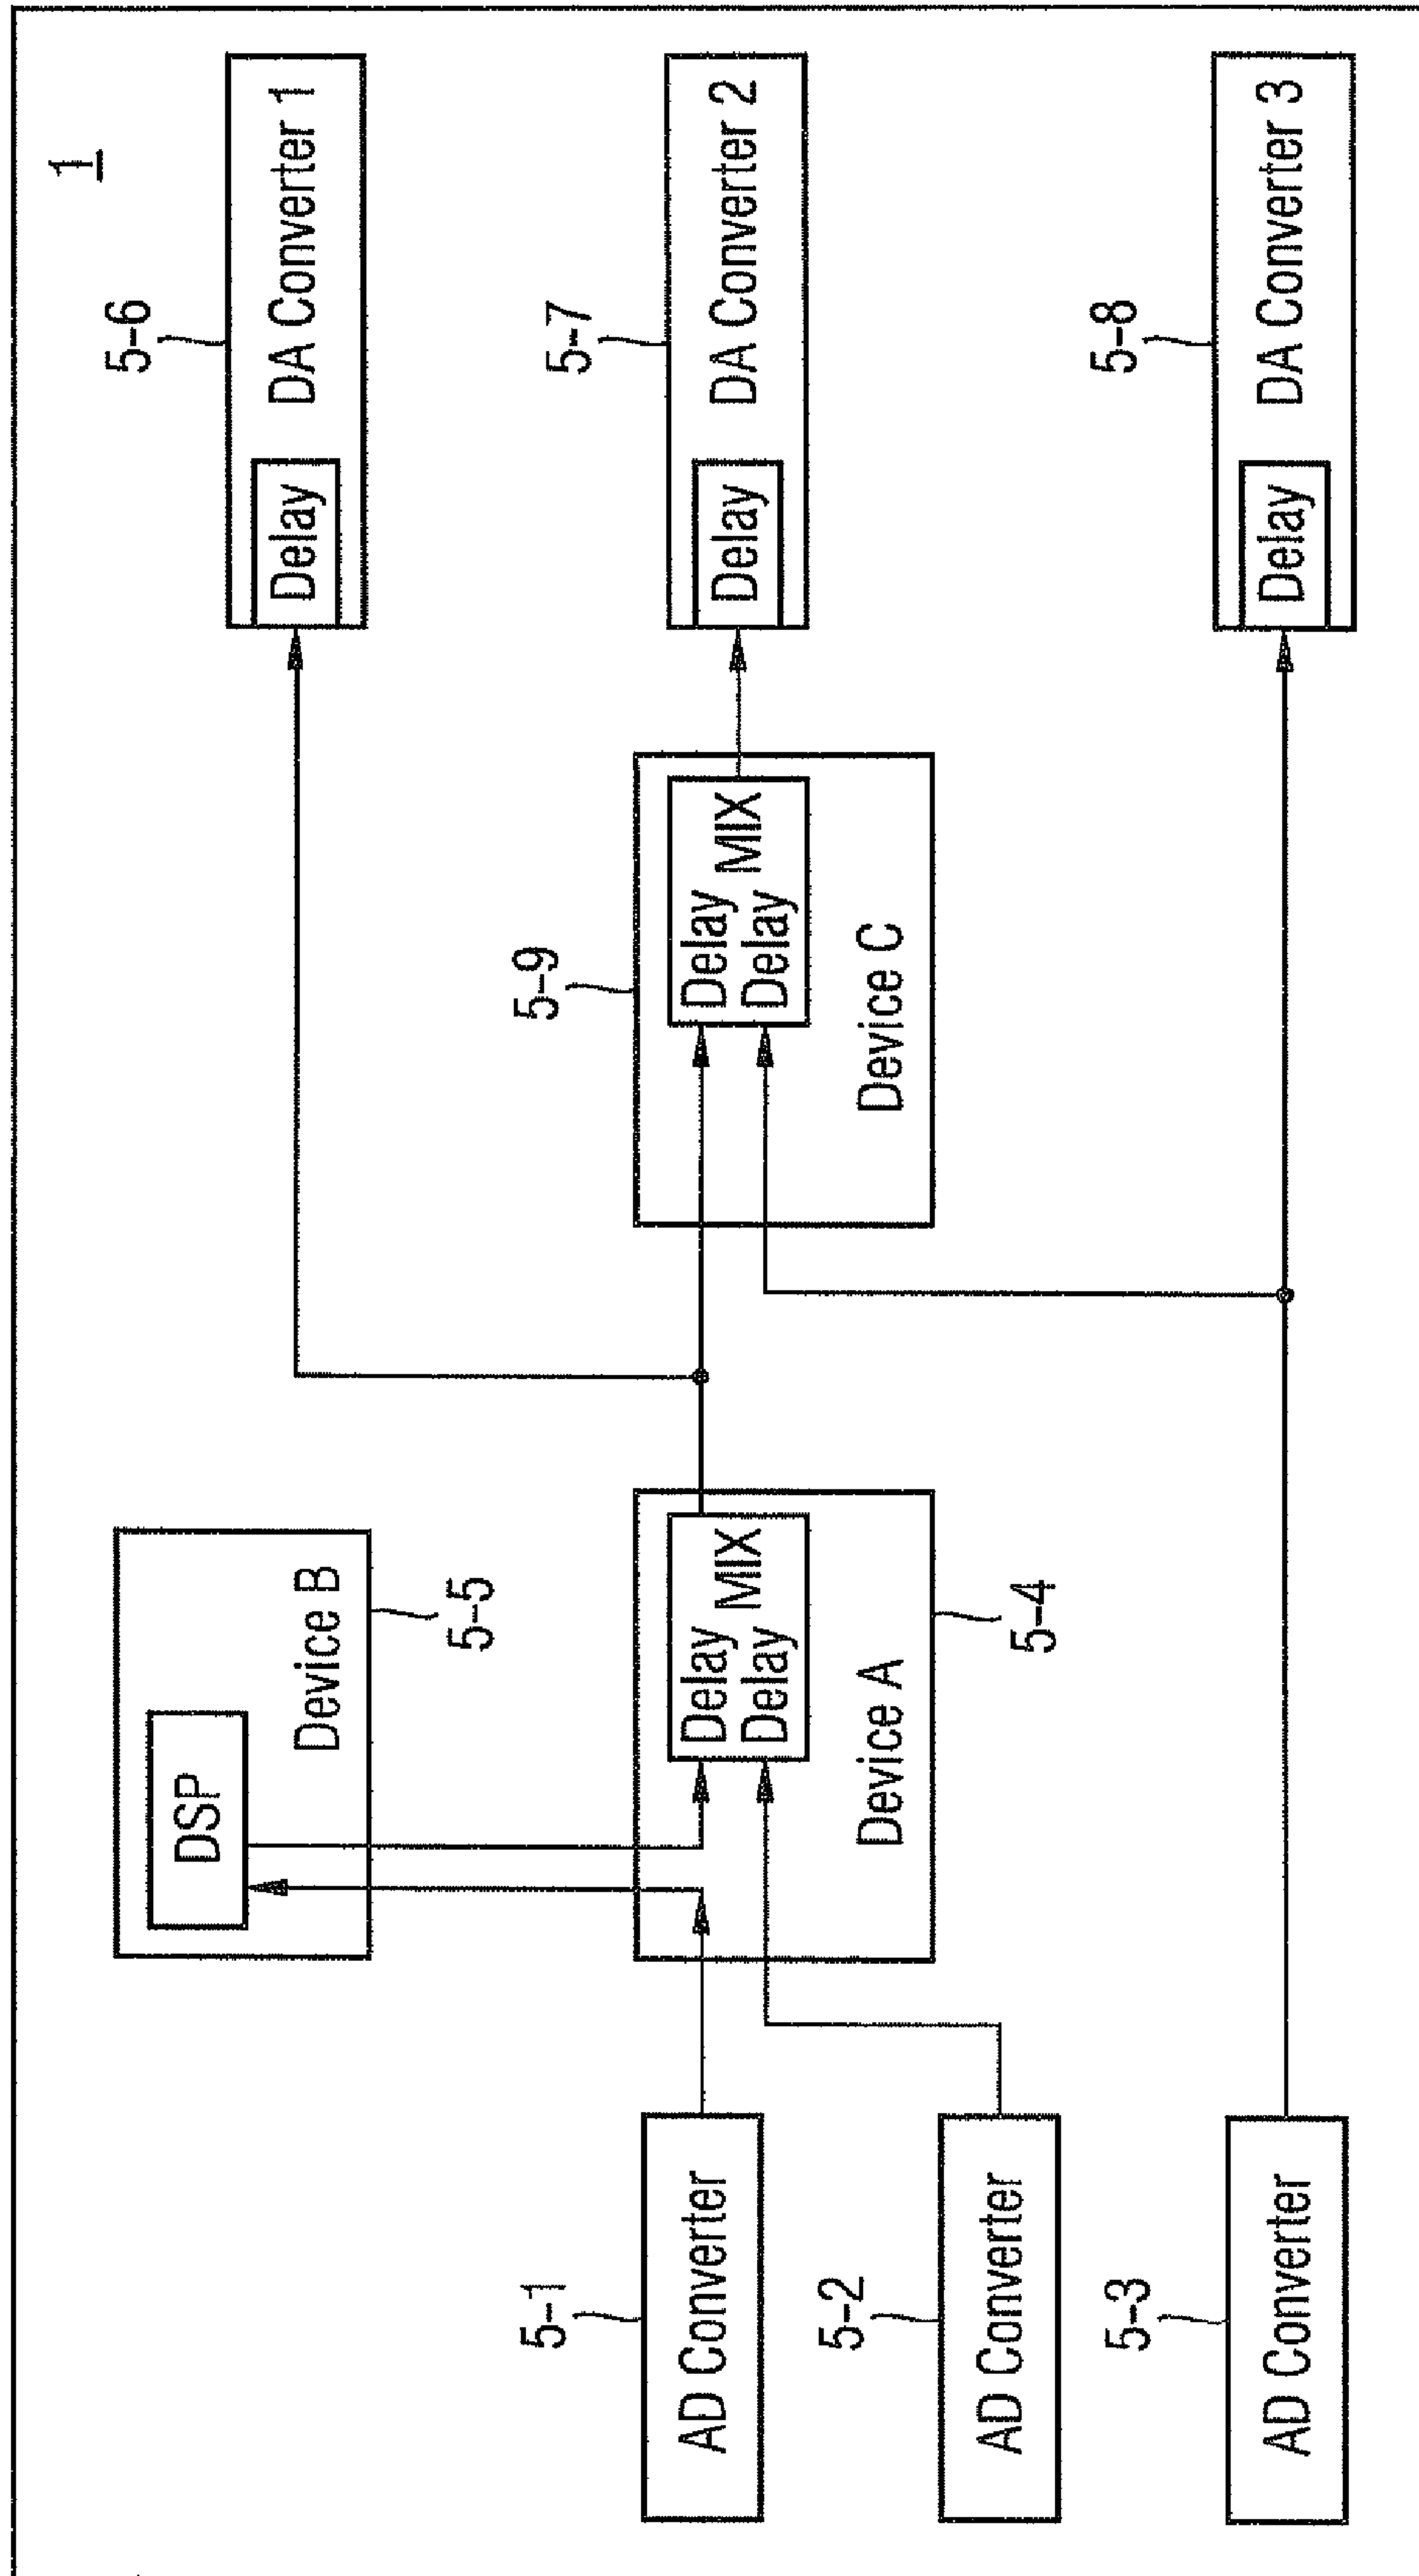 1
5-6
Delay
DA Converter 1
5-5
DSP
Device B
5-9
5-7
Delay
Delay
MIX
Device C
Delay
DA Converter 2
5-1
AD Converter
Delay
Delay
MIX
Device A
5-4
5-2
AD Converter
5-3
AD Converter
5-8
Delay
DA Converter 3